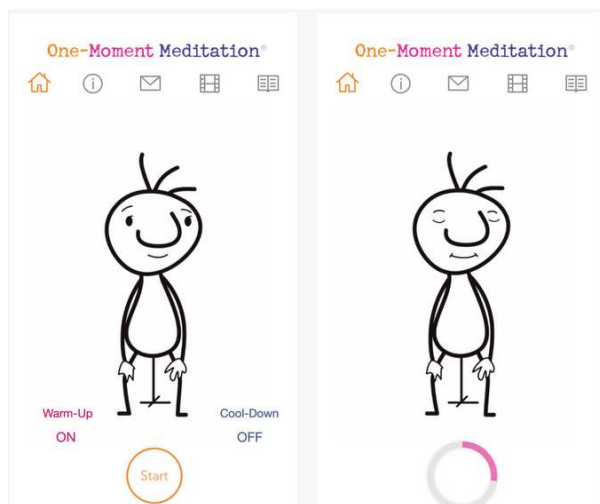 One-Moment Meditation®
Warm-Up
ON
Cool-Down
OFF
Start
One-Moment Meditation®